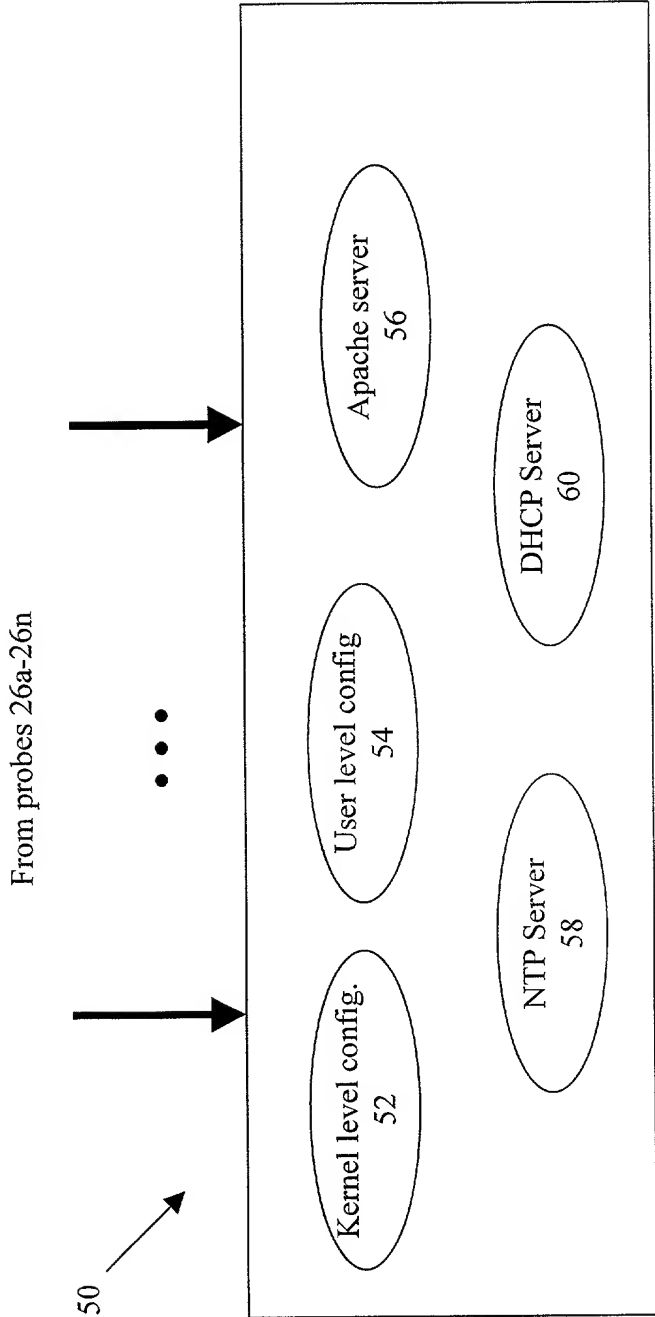 From probes 26a-26n
50
Kernel level config.
52
User level config
54
Apache server
56
NTP Server
58
DHCP Server
60